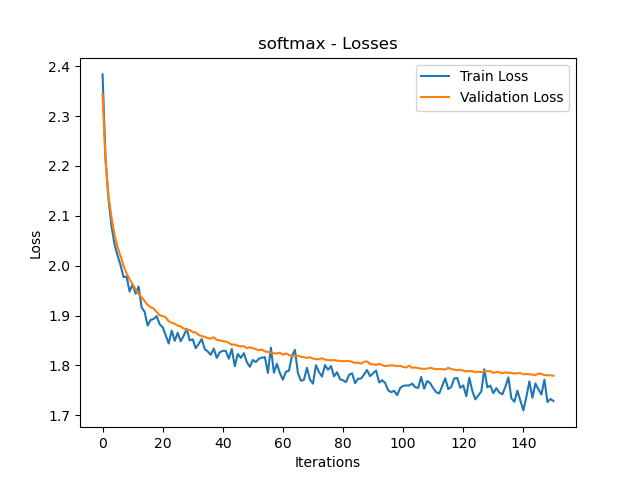 softmax - Losses
Train Loss
Validation Loss
2.4
2.3
2.2
2.1
2.0
1.9
1.8
1.7
Loss
0 20 40 60 80 100 120 140
Iterations